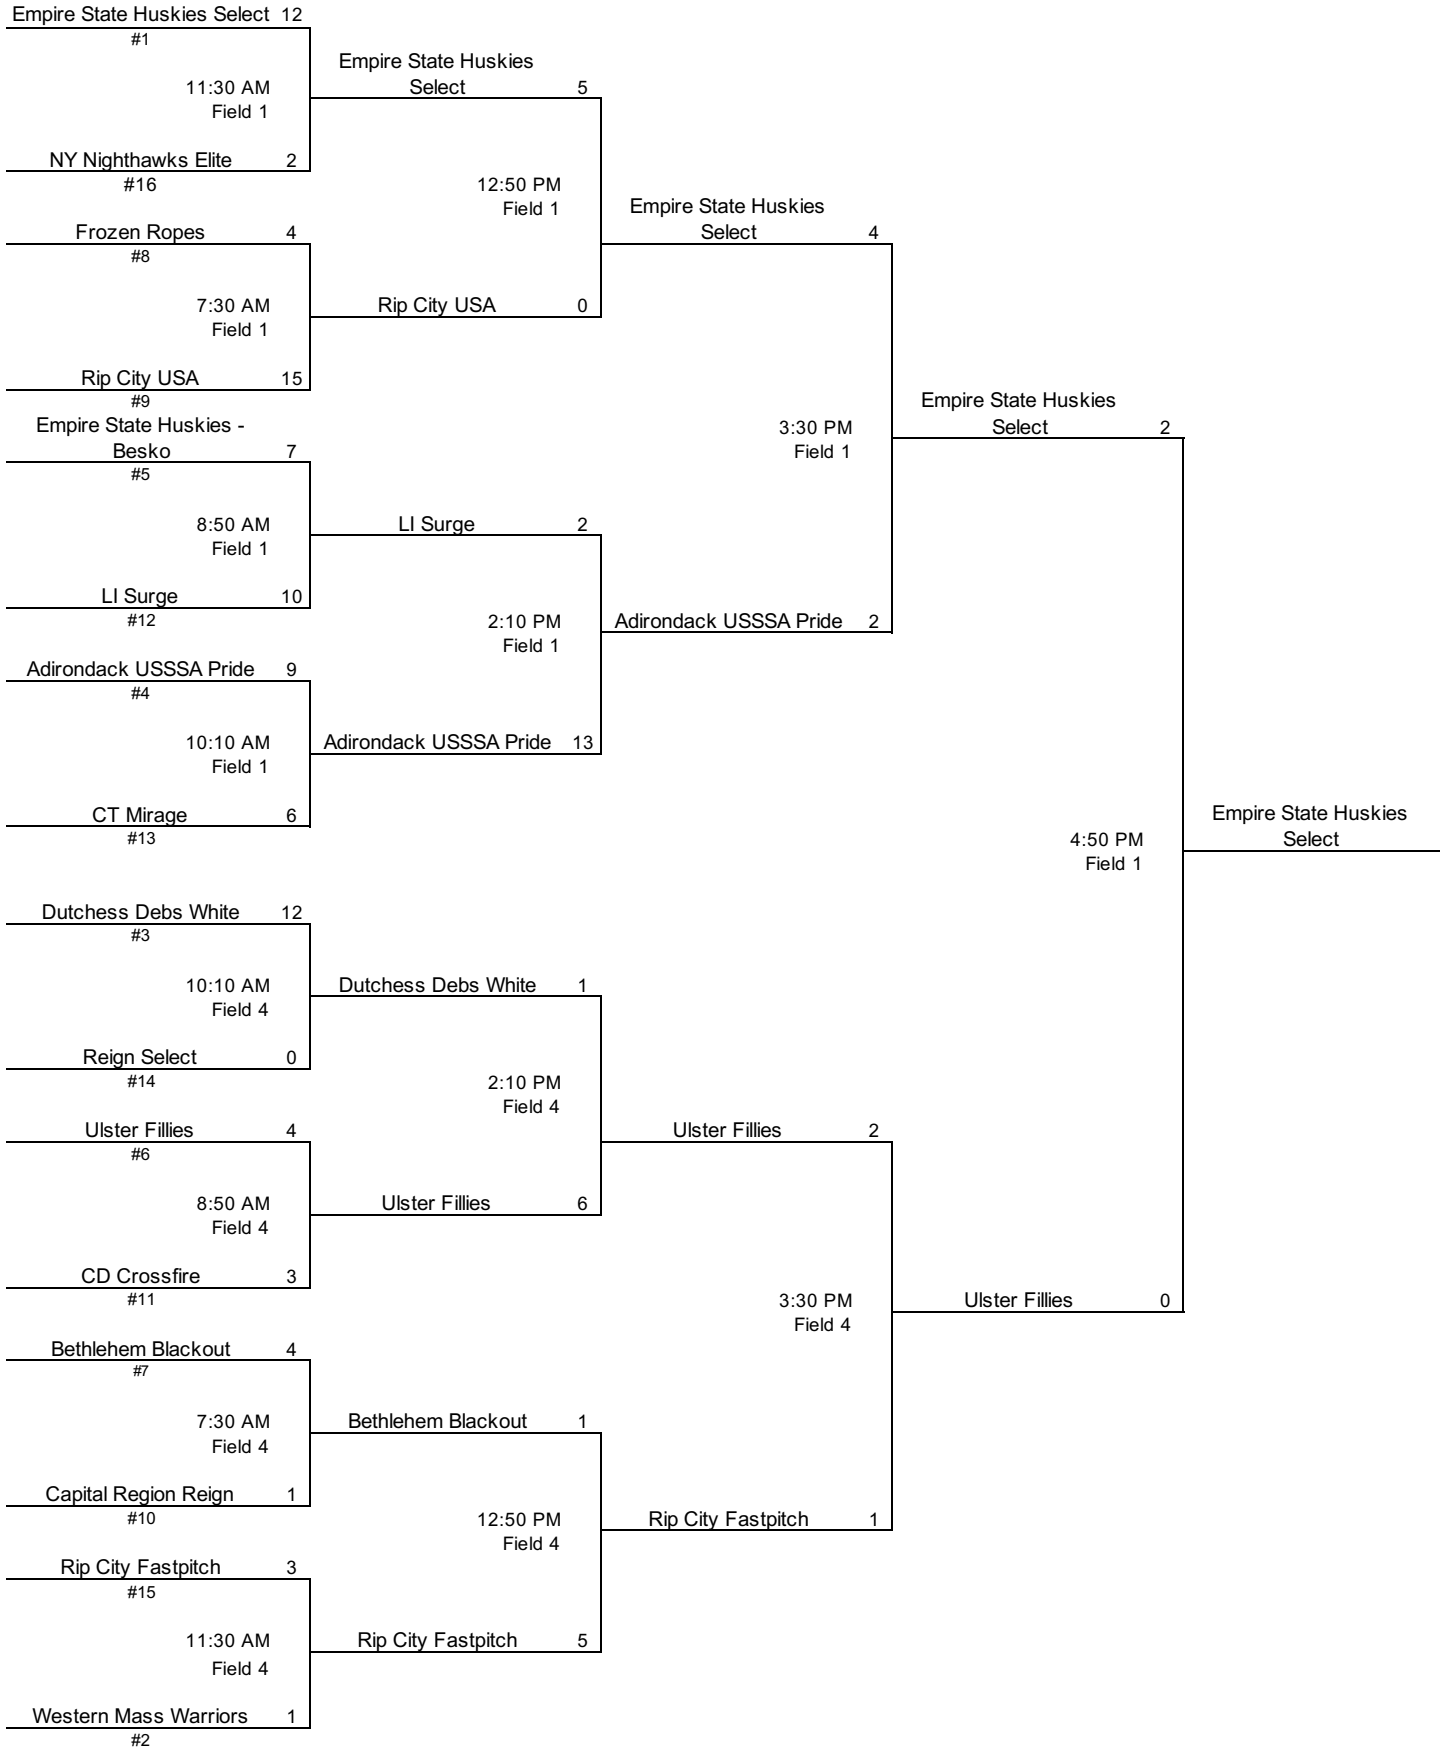 Empire State Huskies Select 12
#1
11:30 AM
Field 1
NY Nighthawks Elite 2
#16
Frozen Ropes 4
#8
7:30 AM
Field 1
Rip City USA 15
#9
Empire State Huskies -
Besko 7
#5
8:50 AM
Field 1
LI Surge 10
#12
Adirondack USSSA Pride 9
#4
10:10 AM
Field 1
CT Mirage 6
#13
Dutchess Debs White 12
#3
10:10 AM
Field 4
Reign Select 0
#14
Ulster Fillies 4
#6
8:50 AM
Field 4
CD Crossfire 3
#11
Bethlehem Blackout 4
#7
7:30 AM
Field 4
Capital Region Reign 1
#10
Rip City Fastpitch 3
#15
11:30 AM
Field 4
Western Mass Warriors 1
#2
Empire State Huskies
Select 5
12:50 PM
Field 1
Rip City USA 0
LI Surge 2
2:10 PM
Field 1
Adirondack USSSA Pride 13
Dutchess Debs White 1
2:10 PM
Field 4
Ulster Fillies 6
Bethlehem Blackout 1
12:50 PM
Field 4
Rip City Fastpitch 5
Empire State Huskies
Select 4
3:30 PM
Field 1
Adirondack USSSA Pride 2
Ulster Fillies 2
3:30 PM
Field 4
Rip City Fastpitch 1
Empire State Huskies
Select 2
4:50 PM
Field 1
Ulster Fillies 0
Empire State Huskies
Select